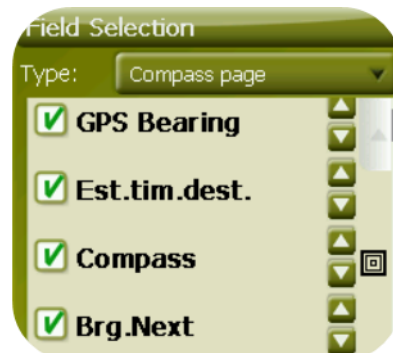 Field Selection
Type: Compass page
GPS Bearing
Est.tim.dest.
Compass
Brg.Next